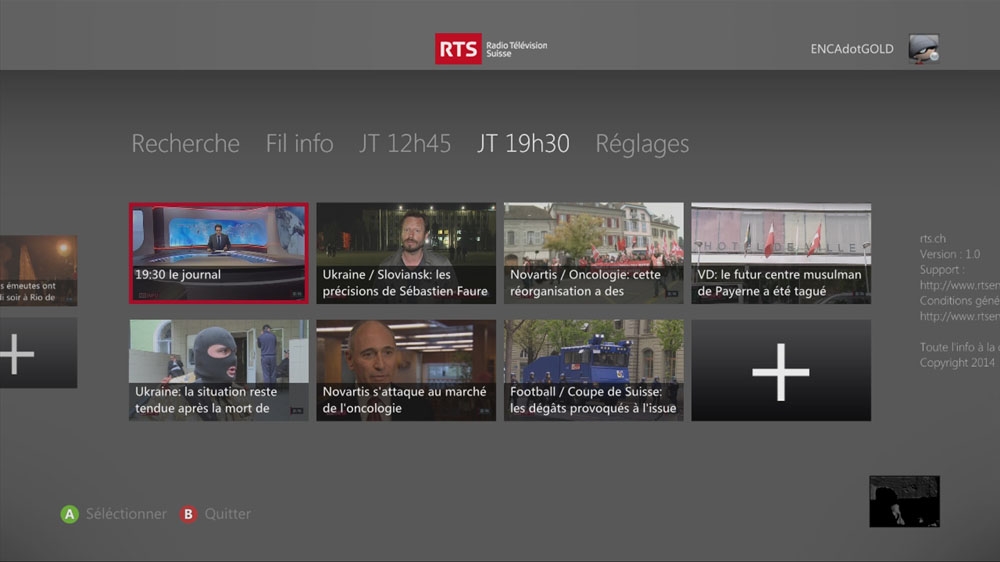 RTS
Radio Télévision
Suisse
ENCAdotGOLD
Recherche Fil info JT 12h45 JT 19h30 Réglages
19:30 le journal
Ukraine / Sloviansk: les
précisions de Sébastien Faure
Novartis / Oncologie: cette
réorganisation a des
HOTEL DE VILLE
VD: le futur centre musulman
de Payerne a été tagué
s émeutes ont
di soir à Rio de
Ukraine: la situation reste
tendue après la mort de
Novartis s'attaque au marché
de l'oncologie
Football / Coupe de Suisse:
les dégâts provoqués à l'issue
rts.ch
Version : 1.0
Support :
http://www.rtser
Conditions géné
http://www.rtser
Toute l'info à la
Copyright 2014
A Séléctionner B Quitter